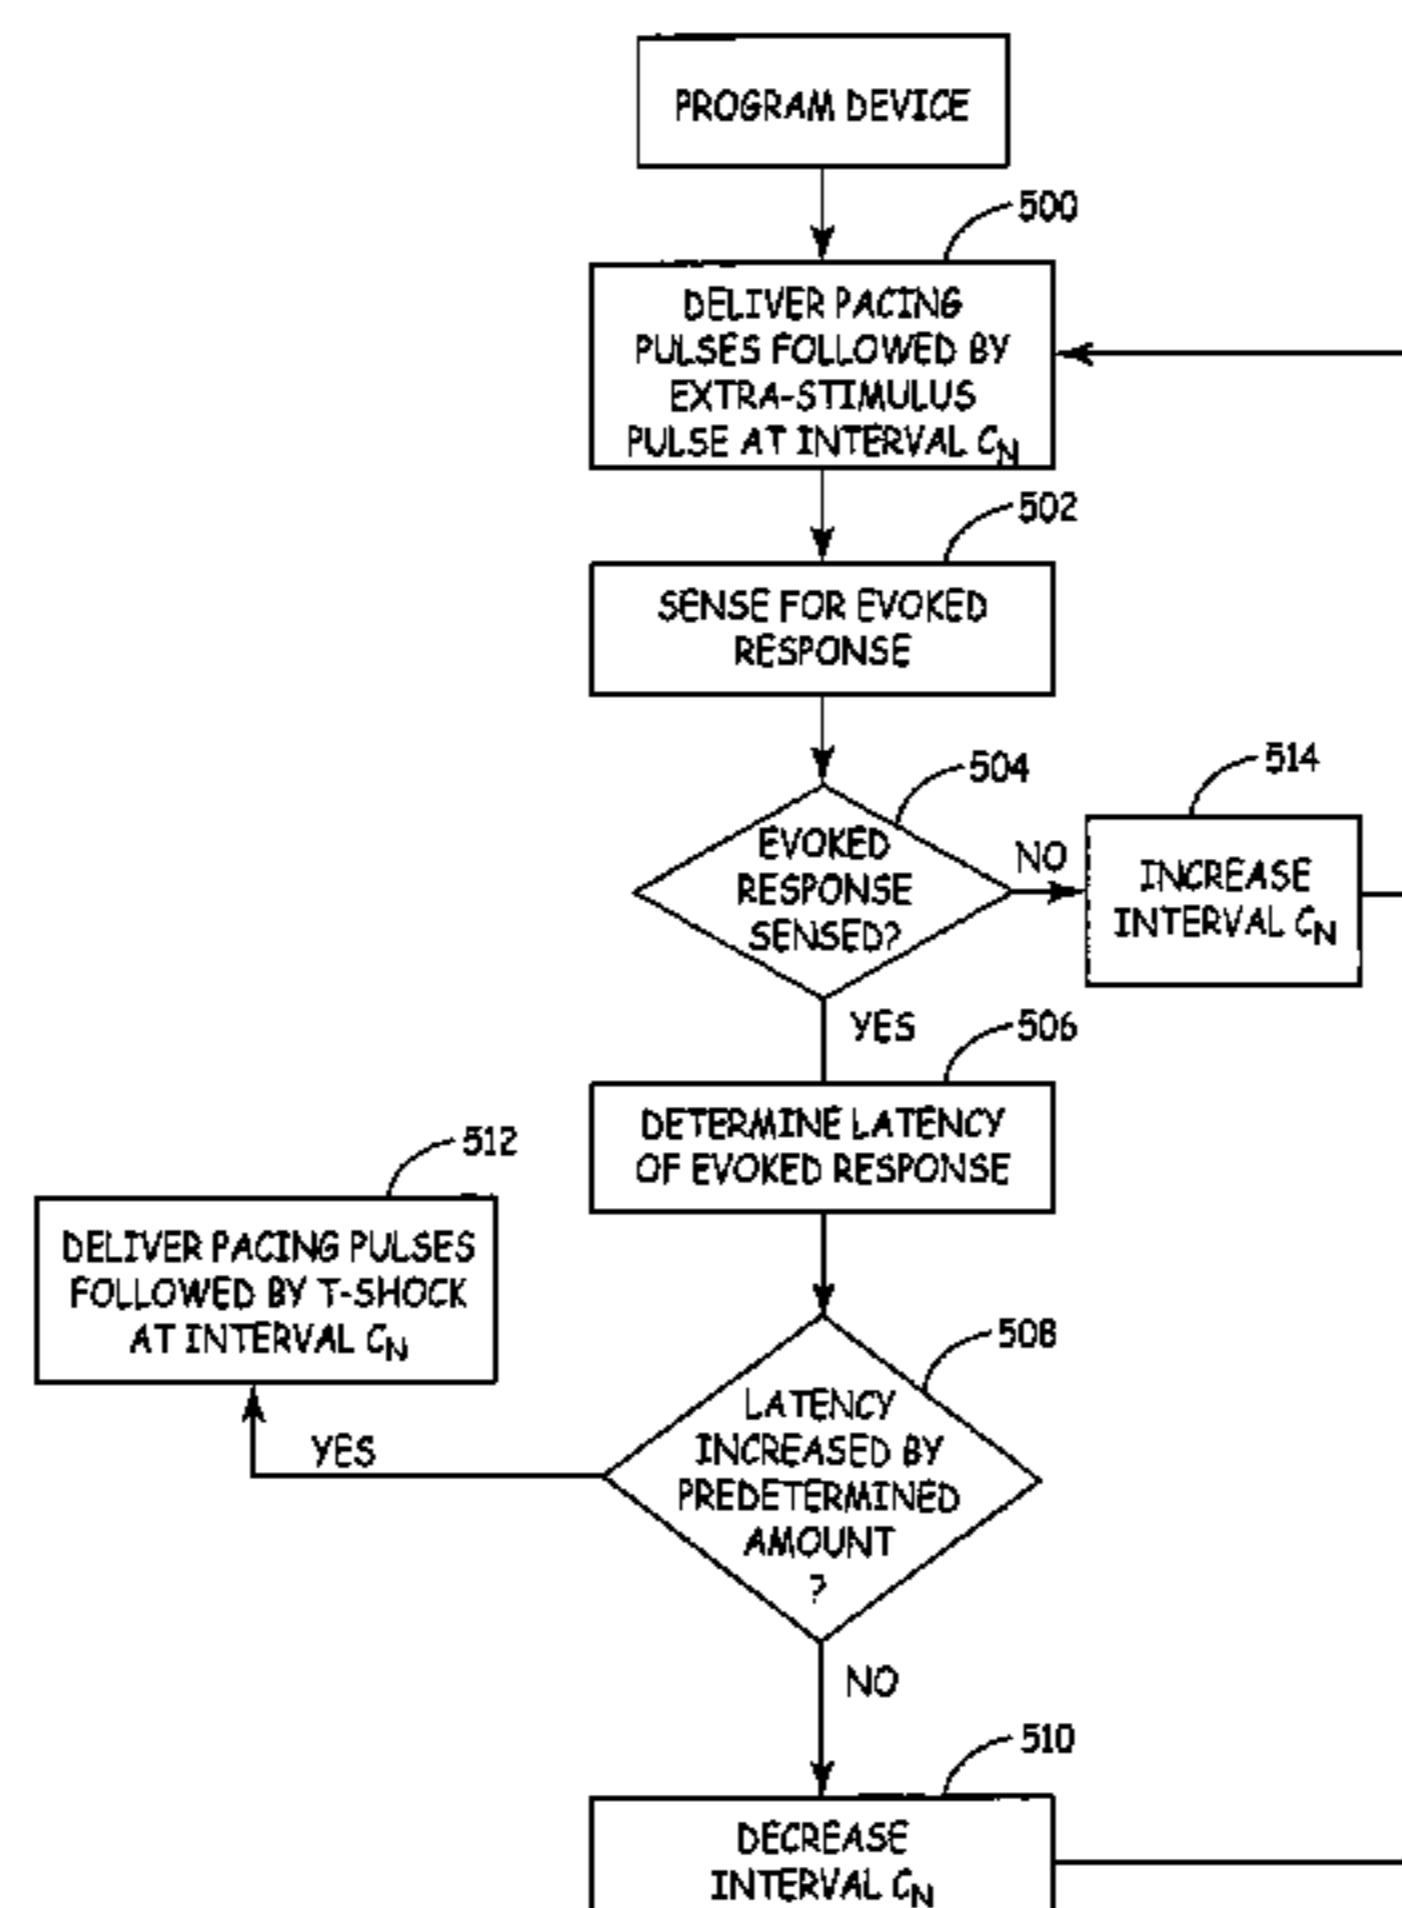 PROGRAM DEVICE
500
DELIVER PACING
PULSES FOLLOWED BY
EXTRA-STIMULUS
PULSE AT INTERVAL CN
502
SENSE FOR EVOKED
RESPONSE
504
EVOKED
RESPONSE
SENSED?
NO
514
INCREASE
INTERVAL CN
YES
506
DETERMINE LATENCY
OF EVOKED RESPONSE
512
DELIVER PACING PULSES
FOLLOWED BY T-SHOCK
AT INTERVAL CN
508
LATENCY
INCREASED BY
PREDETERMINED
AMOUNT
?
YES
NO
510
DECREASE
INTERVAL CN